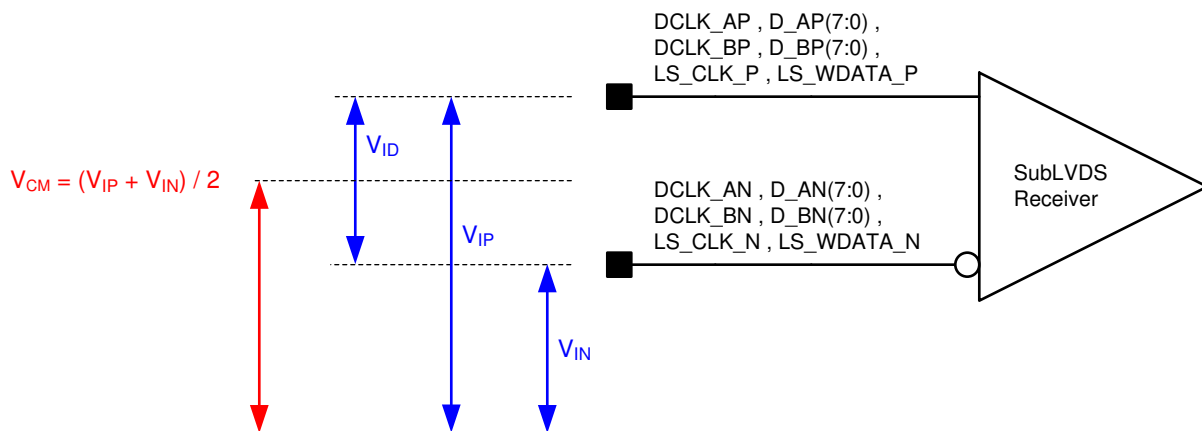 DCLK_AP , D_AP(7:0) ,
DCLK_BP , D_BP(7:0) ,
LS_CLK_P , LS_WDATA_P
VID
VCM = (VIP + VIN) / 2
SubLVDS
Receiver
DCLK_AN , D_AN(7:0) ,
DCLK_BN , D_BN(7:0) ,
LS_CLK_N , LS_WDATA_N
VIP
VIN